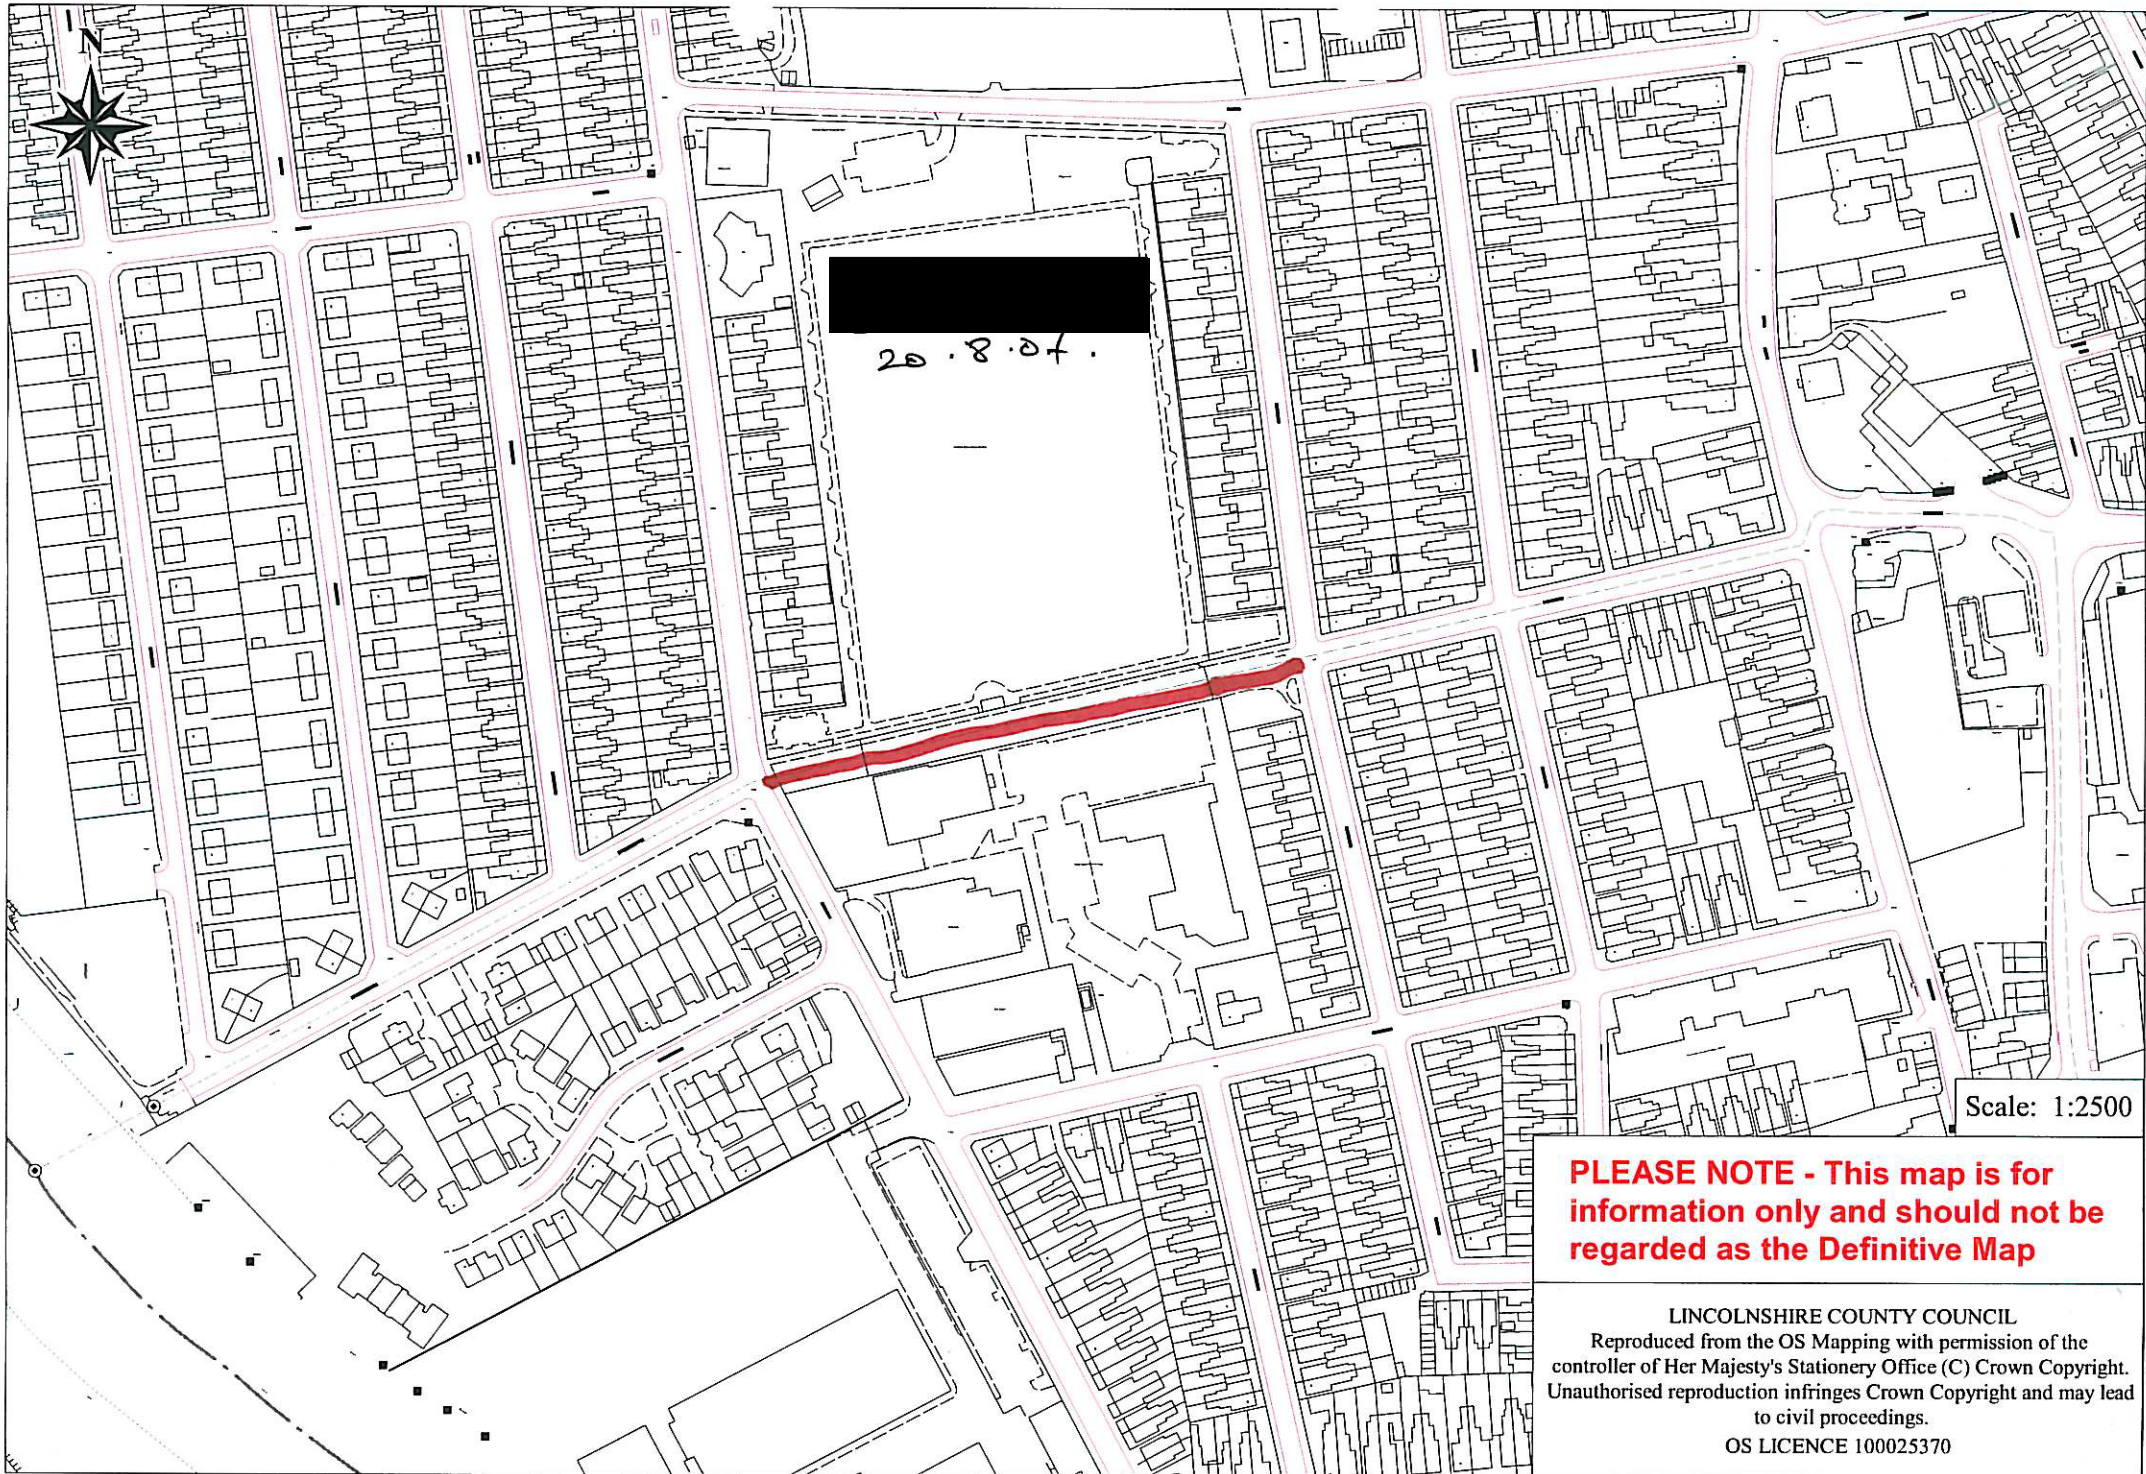 N
20.8.07.
Scale: 1:2500
PLEASE NOTE - This map is for
information only and should not be
regarded as the Definitive Map
LINCOLNSHIRE COUNTY COUNCIL
Reproduced from the OS Mapping with permission of the
controller of Her Majesty's Stationery Office (C) Crown Copyright.
Unauthorised reproduction infringes Crown Copyright and may lead
to civil proceedings.
OS LICENCE 100025370